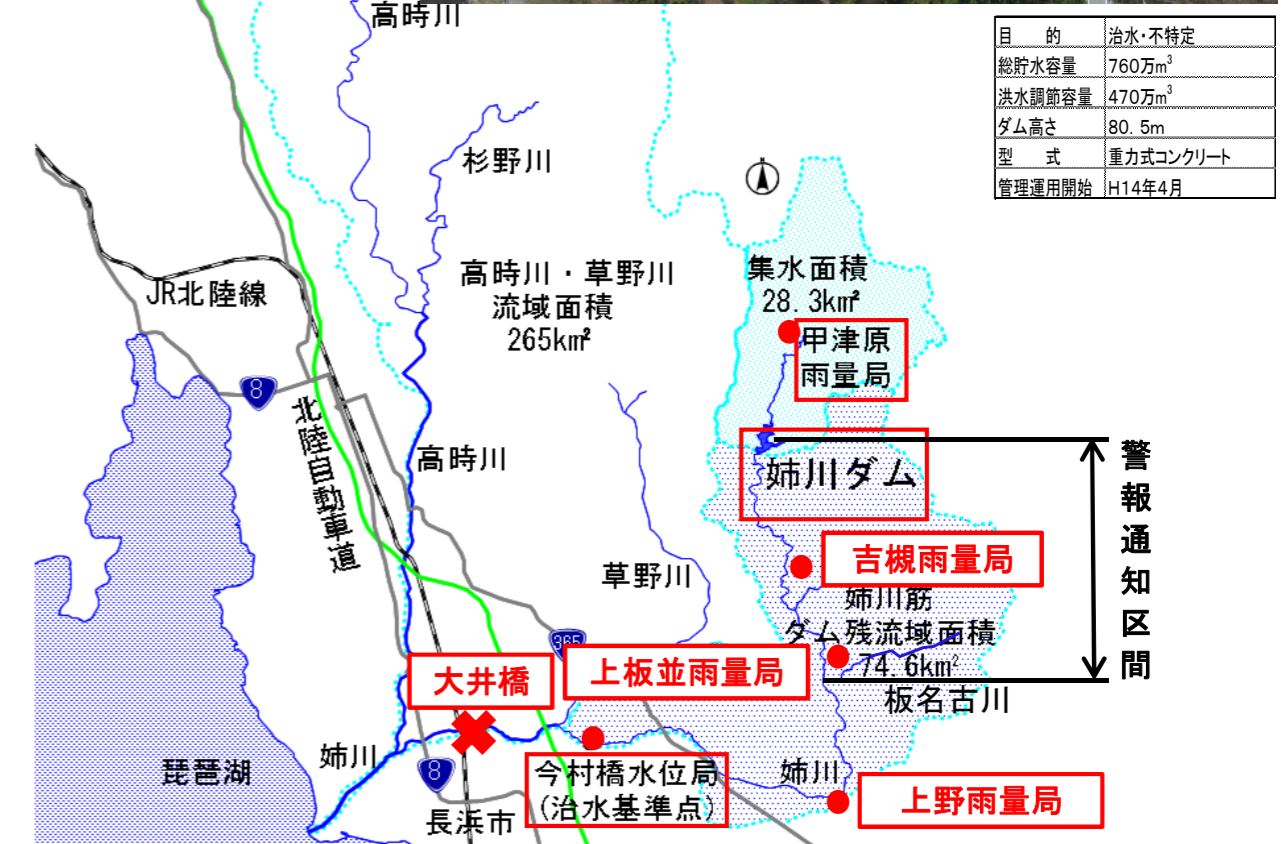 高時川
目　的 治水・不特定
総貯水容量 760万m³
洪水調節容量 470万m³
ダム高さ 80.5m
型　式 重力式コンクリート
管理運用開始 H14年4月
杉野川
高時川・草野川
流域面積
265k㎡
集水面積
28.3k㎡
甲津原
雨量局
JR北陸線
8
北陸自動車道
高時川
姉川ダム
警報通知区間
吉槻雨量局
草野川
姉川筋
ダム残流域面積
74.6km²
365
大井橋
上板並雨量局
板名古川
姉川
琵琶湖
8
今村橋水位局
(治水基準点)
姉川
上野雨量局
長浜市